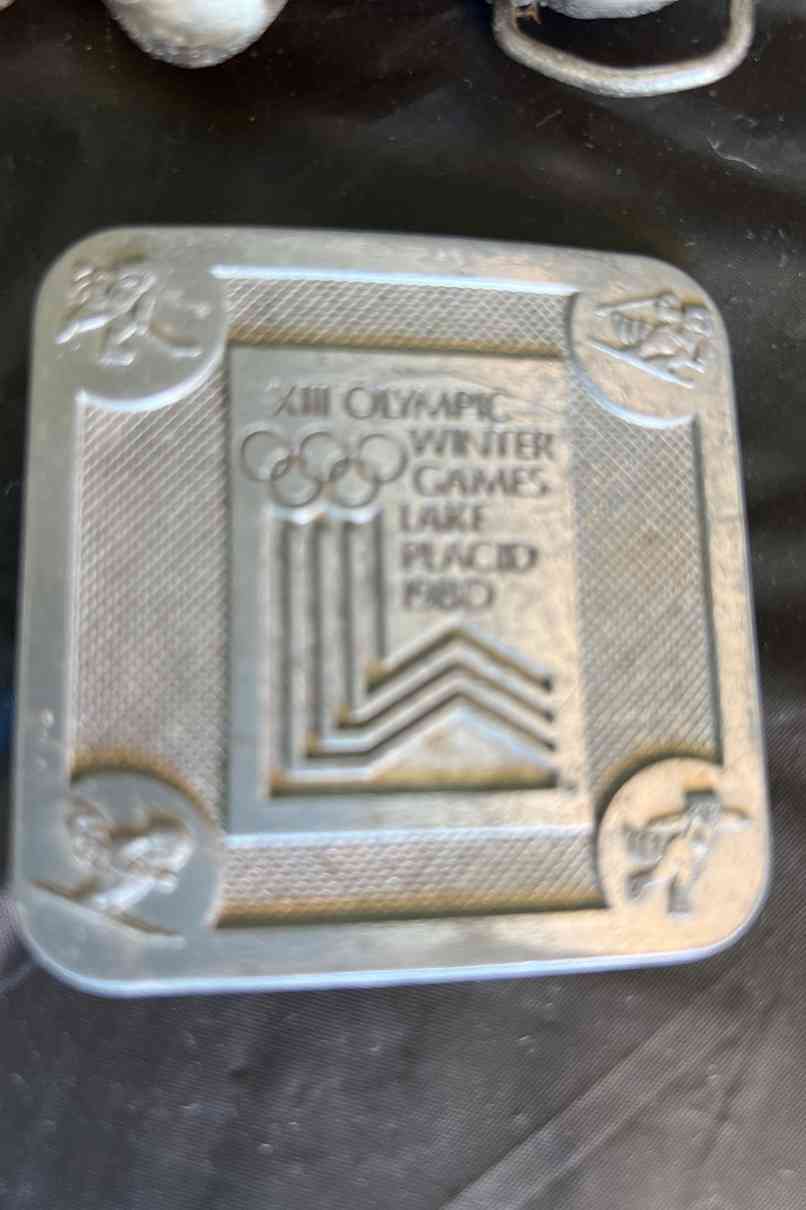 XIII OLYMPIC
WINTER
GAMES
LAKE
PLACID
1980